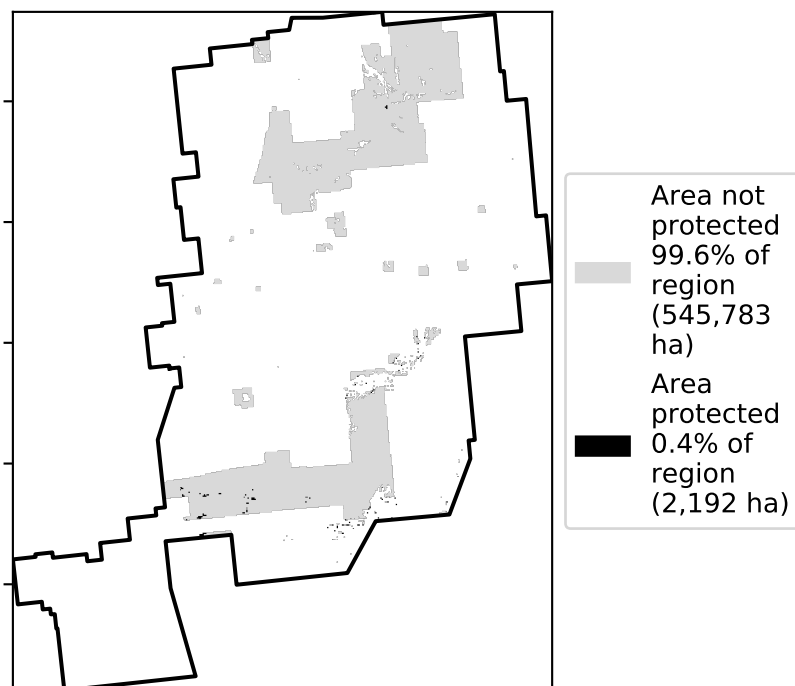 Area not
protected
99.6% of
region
(545,783
ha)
Area
protected
0.4% of
region
(2,192 ha)